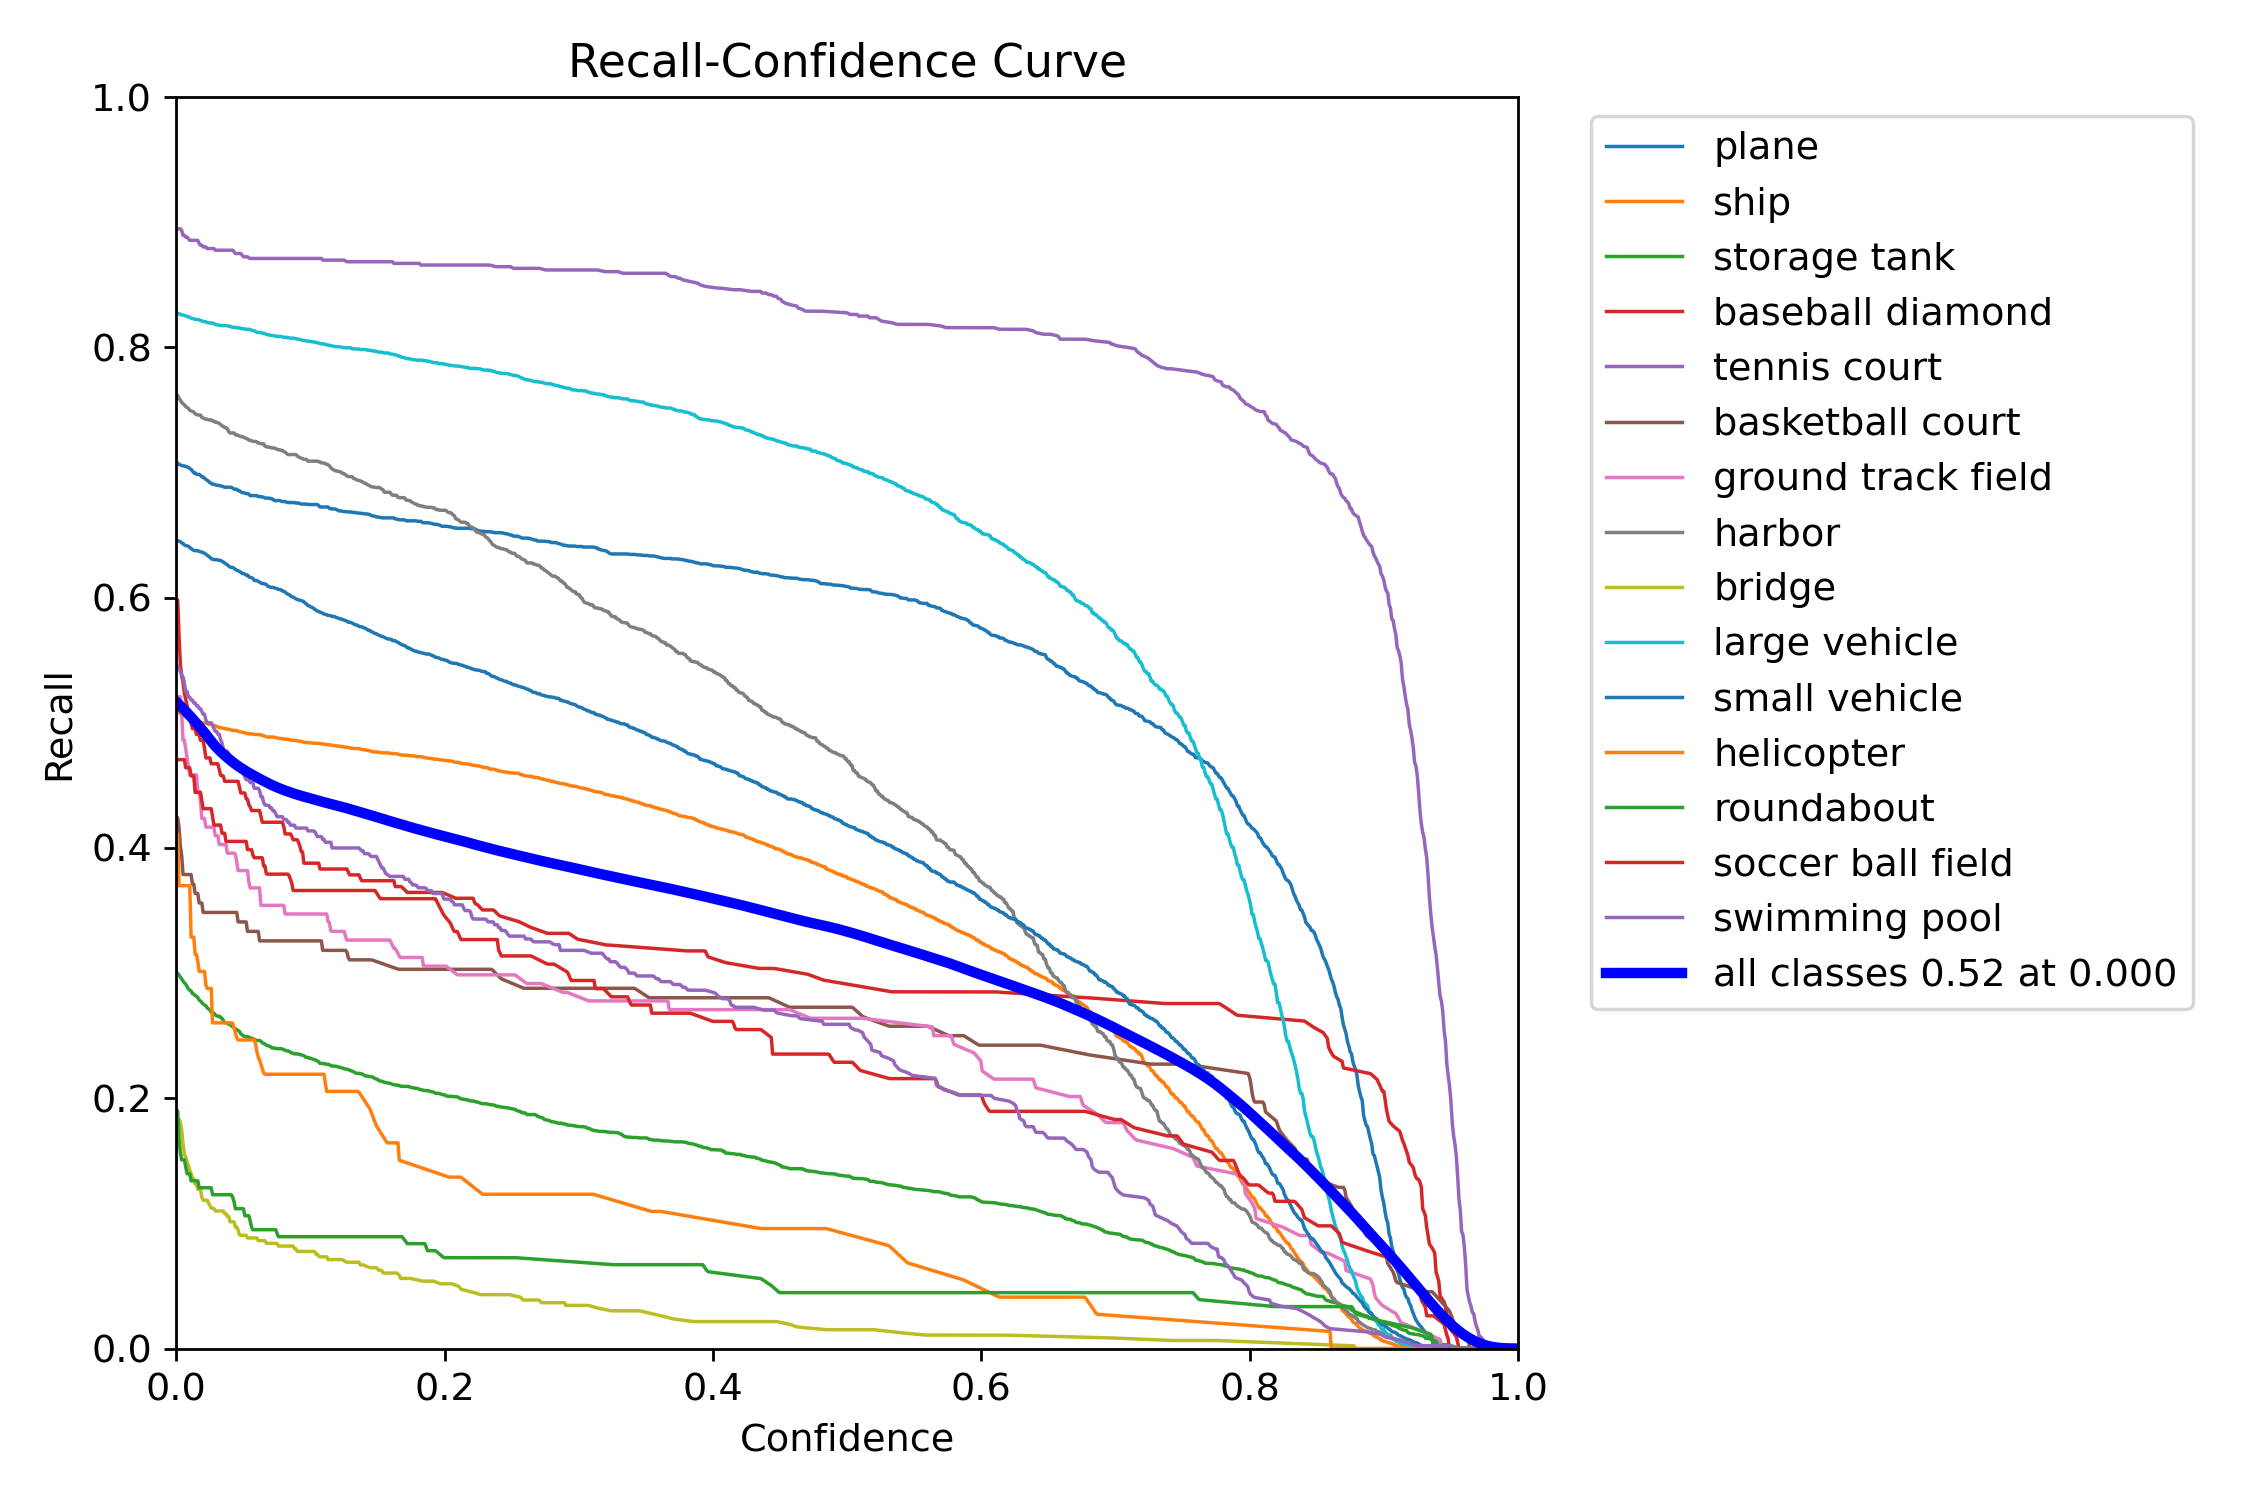 Recall-Confidence Curve
1.0
0.8
0.6
0.4
0.2
0.0
Recall
0.0 0.2 0.4 0.6 0.8 1.0
Confidence
plane
ship
storage tank
baseball diamond
tennis court
basketball court
ground track field
harbor
bridge
large vehicle
small vehicle
helicopter
roundabout
soccer ball field
swimming pool
all classes 0.52 at 0.000